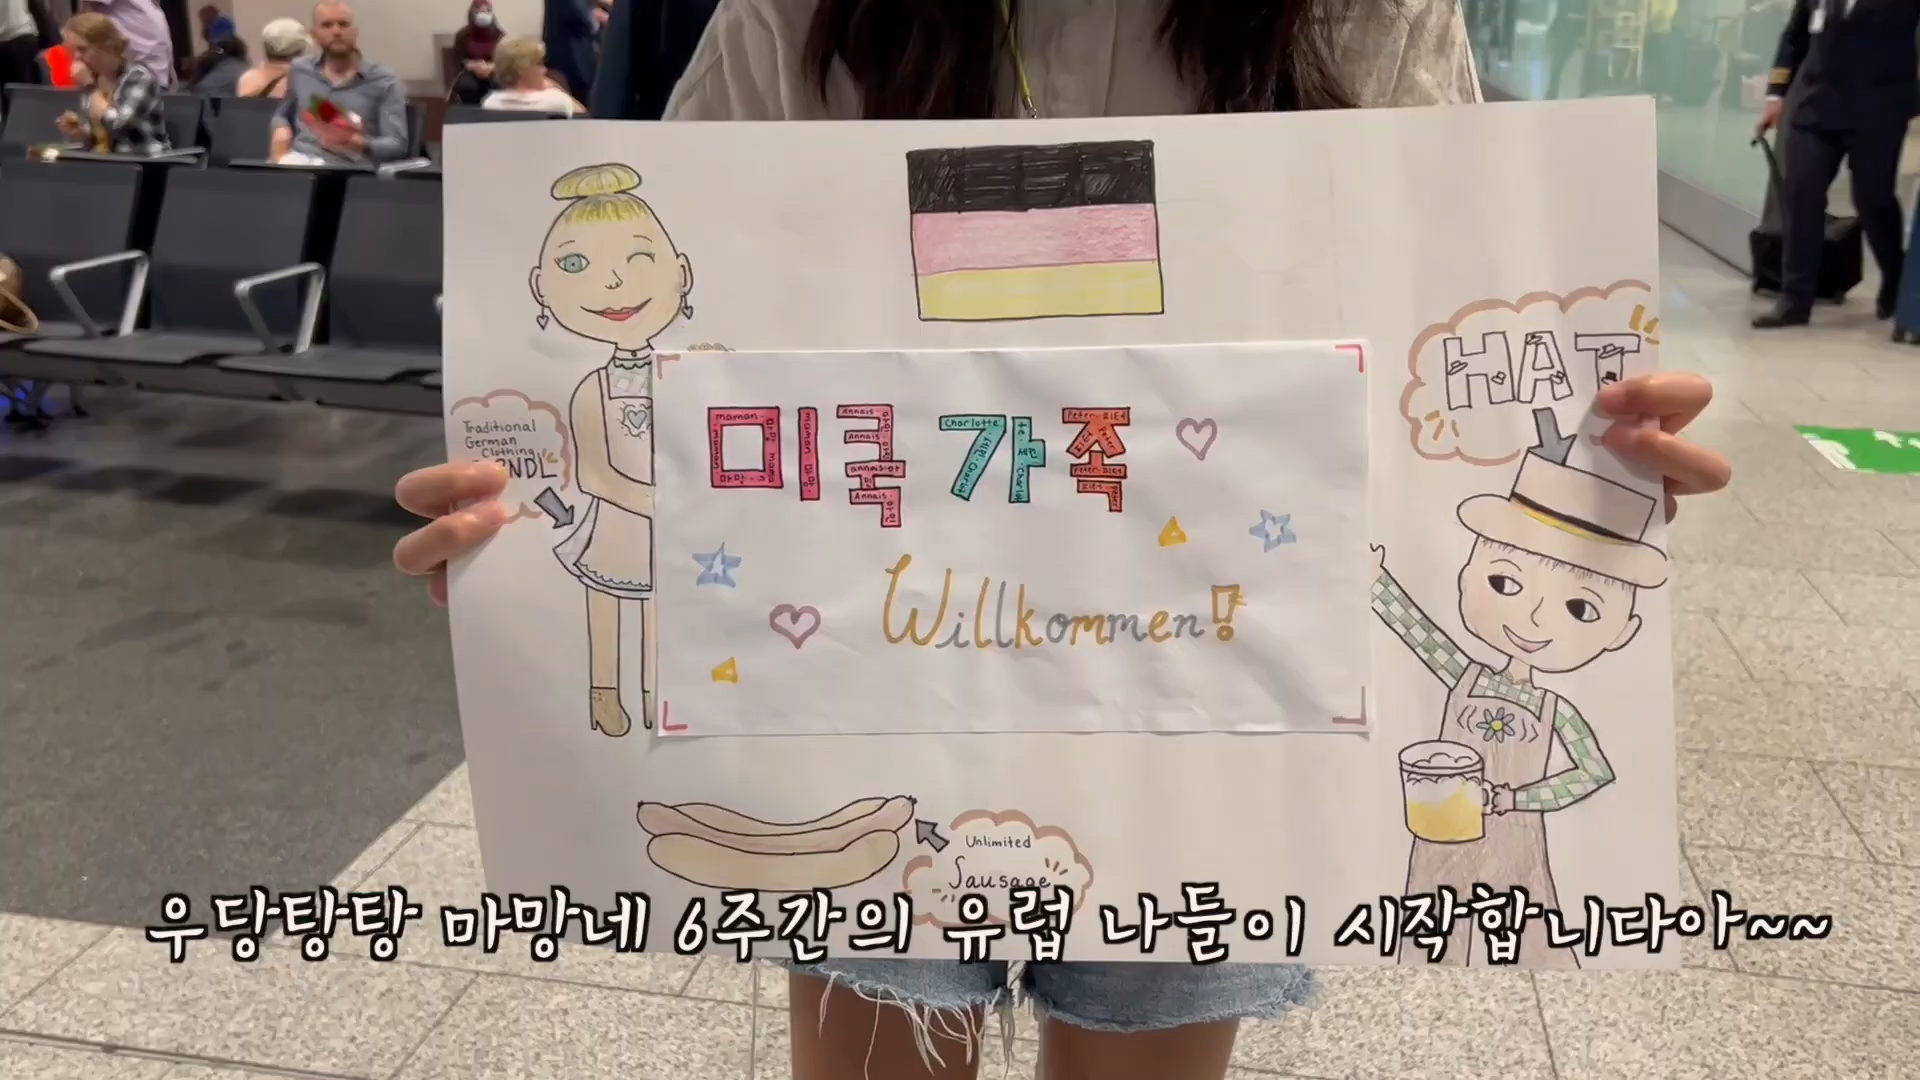 HAT
미쿡 가족
Traditional
German
Clothing
Willkommen!
Unlimited
Sausage
우당탕탕 마망네 6주간의 유럽 나들이 시작합니다아~~